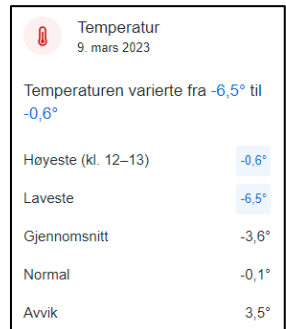 Temperatur
9. mars 2023
Temperaturen varierte fra -6,5° til
-0,6°
Høyeste (kl. 12–13) -0,6°
Laveste -6,5°
Gjennomsnitt -3,6°
Normal -0,1°
Avvik 3,5°